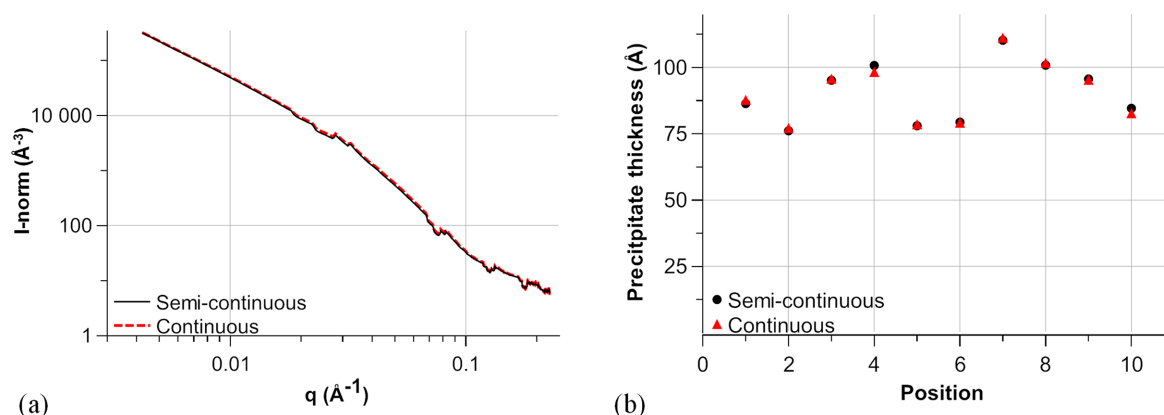 I-norm (Å-3)
10 000
100
1
Semi-continuous
Continuous
0.01
0.1
q (Å-1)
(a)
Precitpitate thickness (Å)
100
75
50
25
Semi-continuous
Continuous
0
2
4
6
8
10
Position
(b)